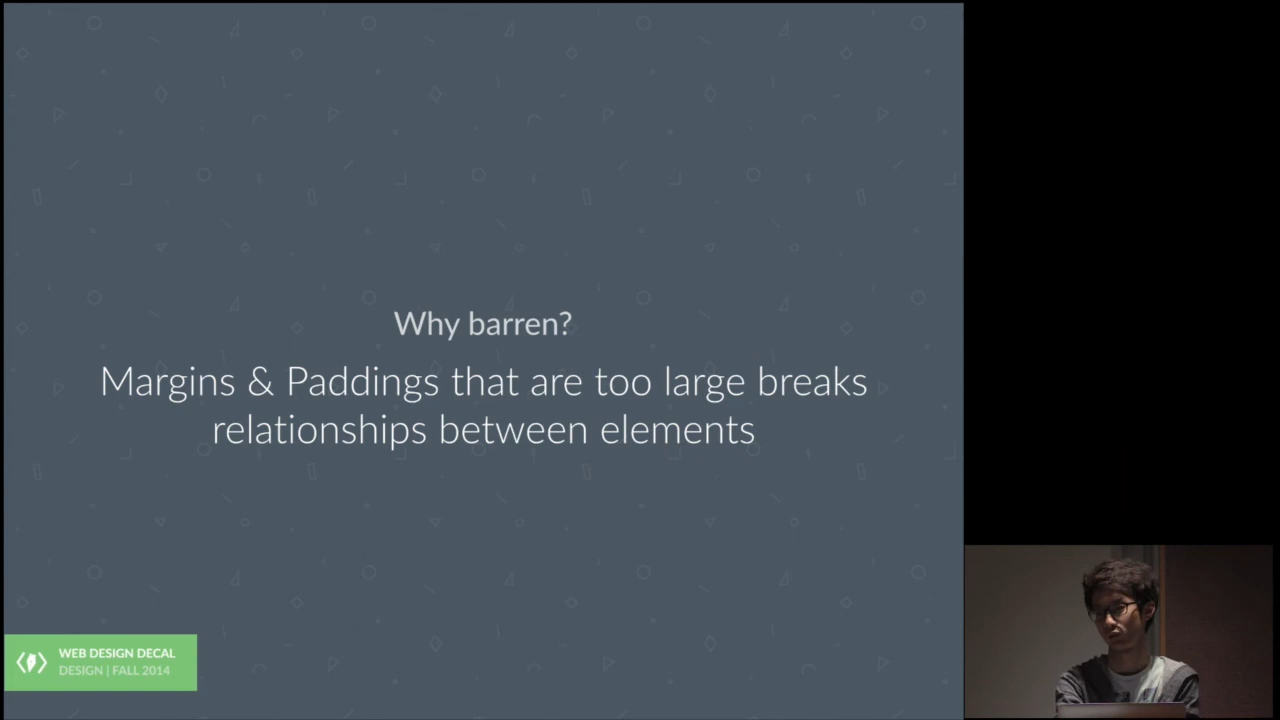 Why barren?
Margins & Paddings that are too large breaks
relationships between elements
WEB DESIGN DECAL
DESIGN | FALL 2014